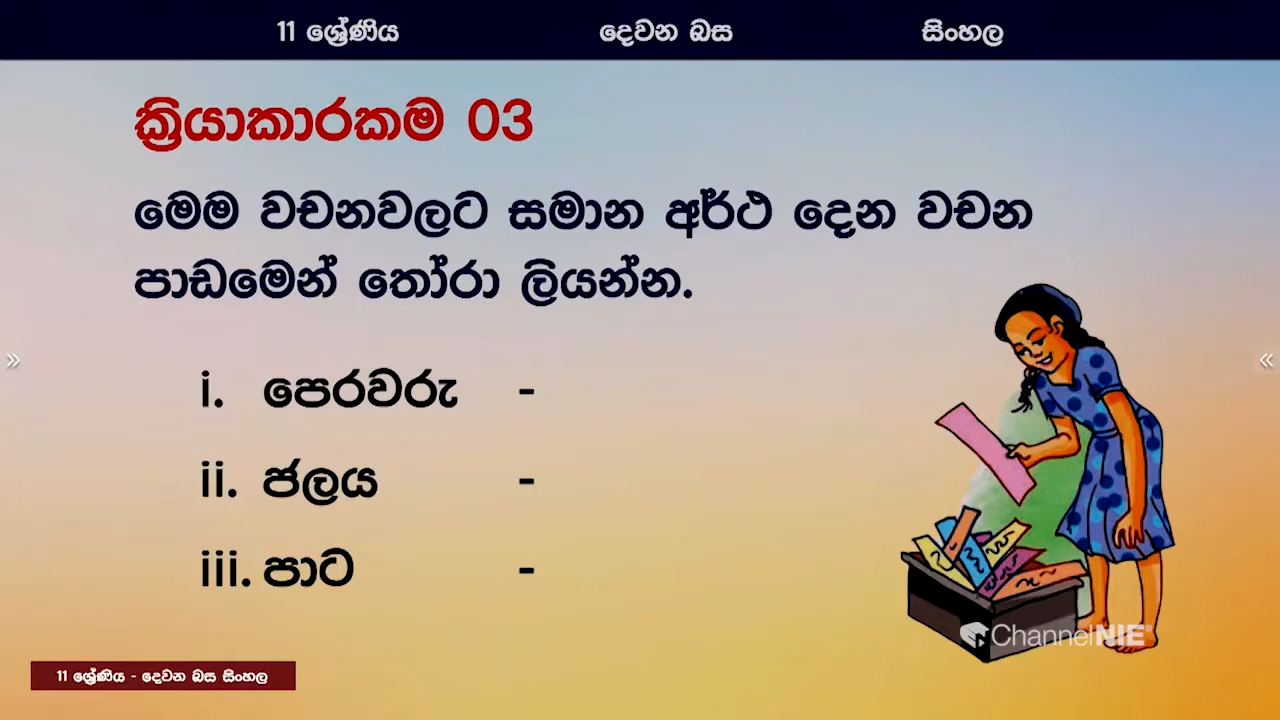 11 ශ්‍රේණිය දෙවන බස සිංහල
ක්‍රියාකාරකම 03
මෙම වචනවලට සමාන අර්ථ දෙන වචන
පාඩමෙන් තෝරා ලියන්න.
i. පෙරවරු -
ii. ජලය -
iii. පාට -
ChannelNIE
11 ශ්‍රේණිය - දෙවන බස සිංහල